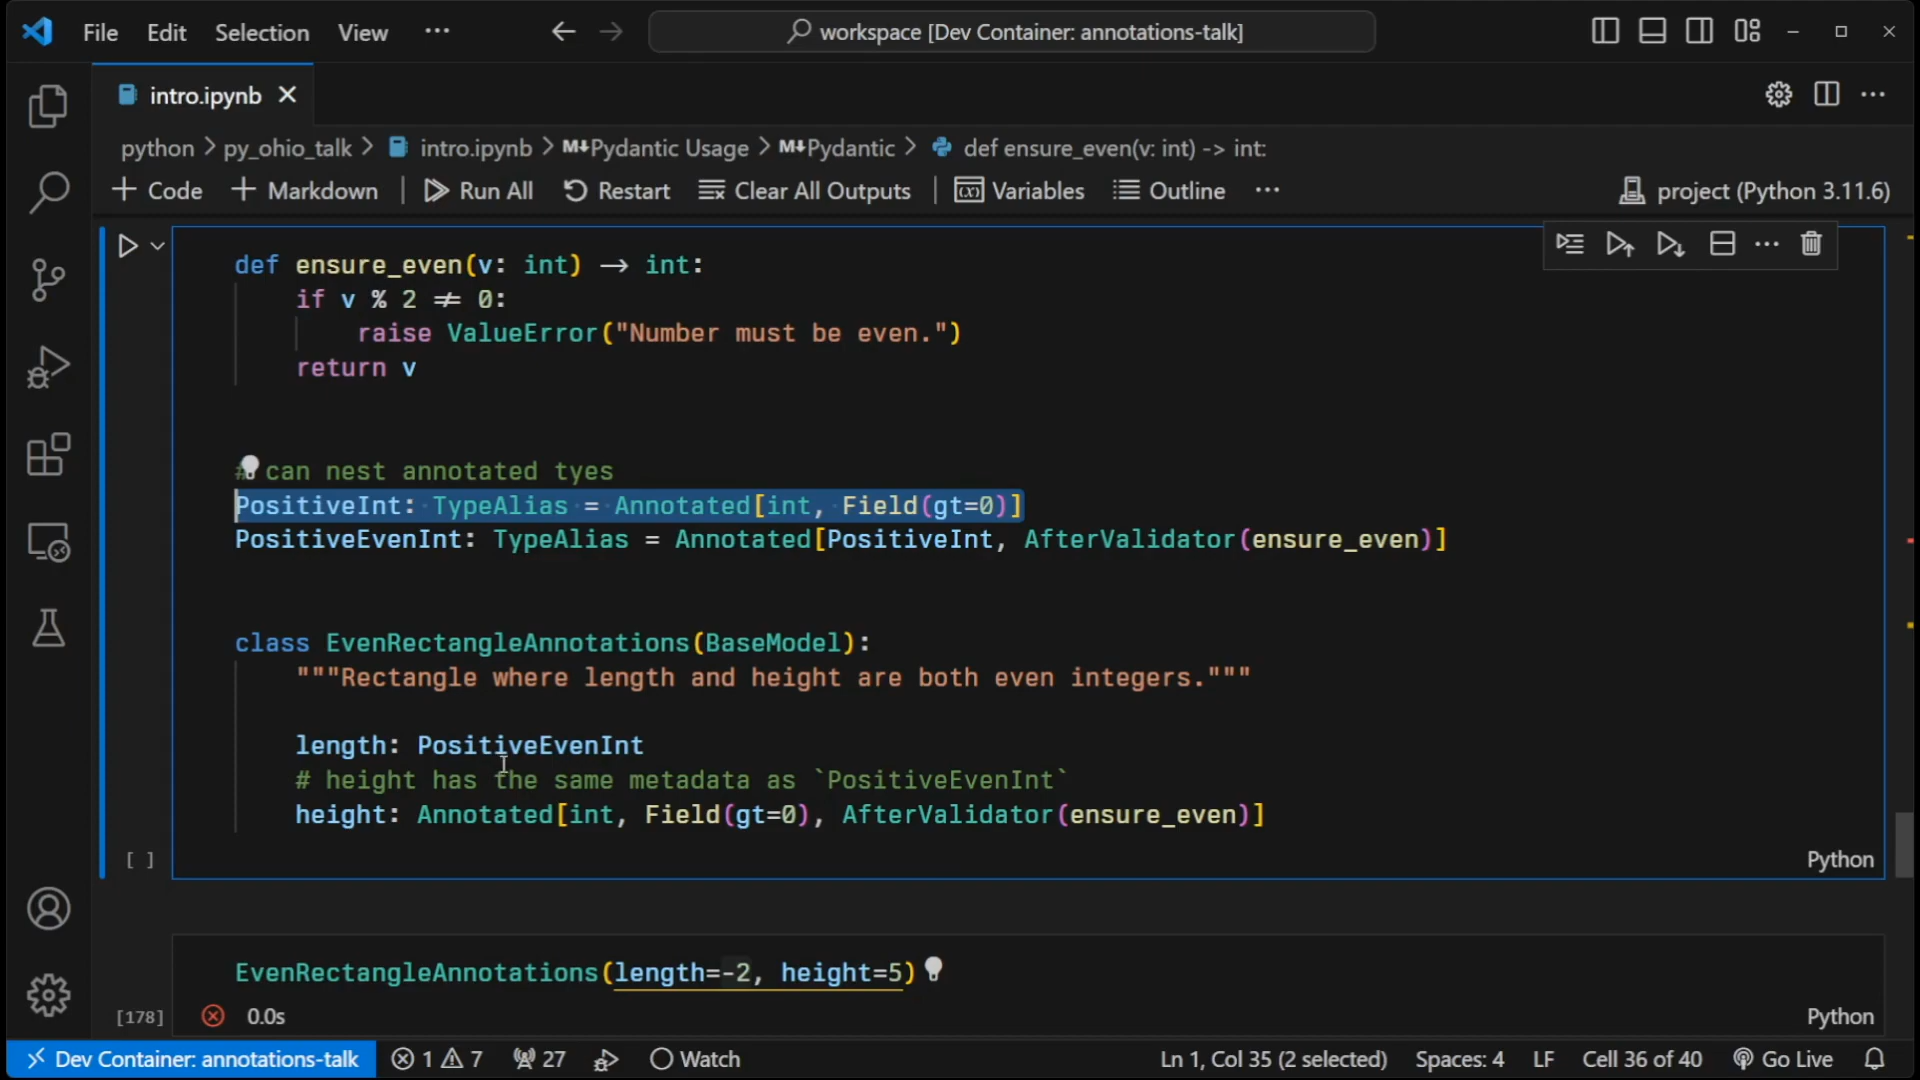 File Edit Selection View ··· workspace [Dev Container: annotations-talk]
intro.ipynb
python > py_ohio_talk > intro.ipynb > M↓Pydantic Usage > M↓Pydantic > def ensure_even(v: int) -> int:
+ Code + Markdown | Run All Restart Clear All Outputs | Variables Outline ··· project (Python 3.11.6)
def ensure_even(v: int) → int:
if v % 2 ≠ 0:
raise ValueError("Number must be even.")
return v
# can nest annotated tyes
PositiveInt: TypeAlias = Annotated[int, Field(gt=0)]
PositiveEvenInt: TypeAlias = Annotated[PositiveInt, AfterValidator(ensure_even)]
class EvenRectangleAnnotations(BaseModel):
"""Rectangle where length and height are both even integers."""
length: PositiveEvenInt
# height has the same metadata as `PositiveEvenInt`
height: Annotated[int, Field(gt=0), AfterValidator(ensure_even)]
[ ] Python
EvenRectangleAnnotations(length=-2, height=5)
[178] 0.0s Python
Dev Container: annotations-talk 1 7 27 Watch Ln 1, Col 35 (2 selected) Spaces: 4 LF Cell 36 of 40 Go Live